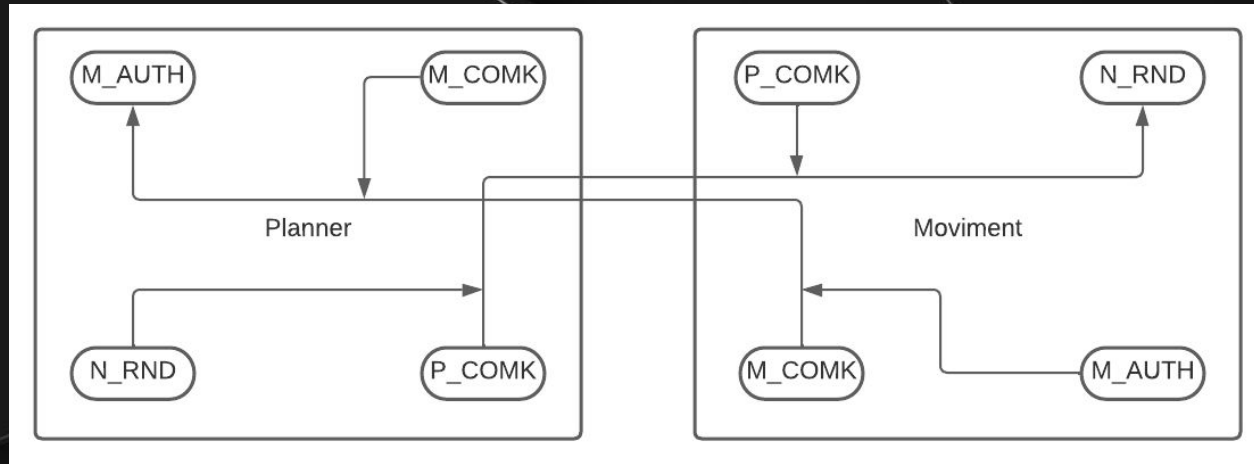 M_AUTH
M_COMK
P_COMK
N_RND
Planner
Moviment
N_RND
P_COMK
M_COMK
M_AUTH